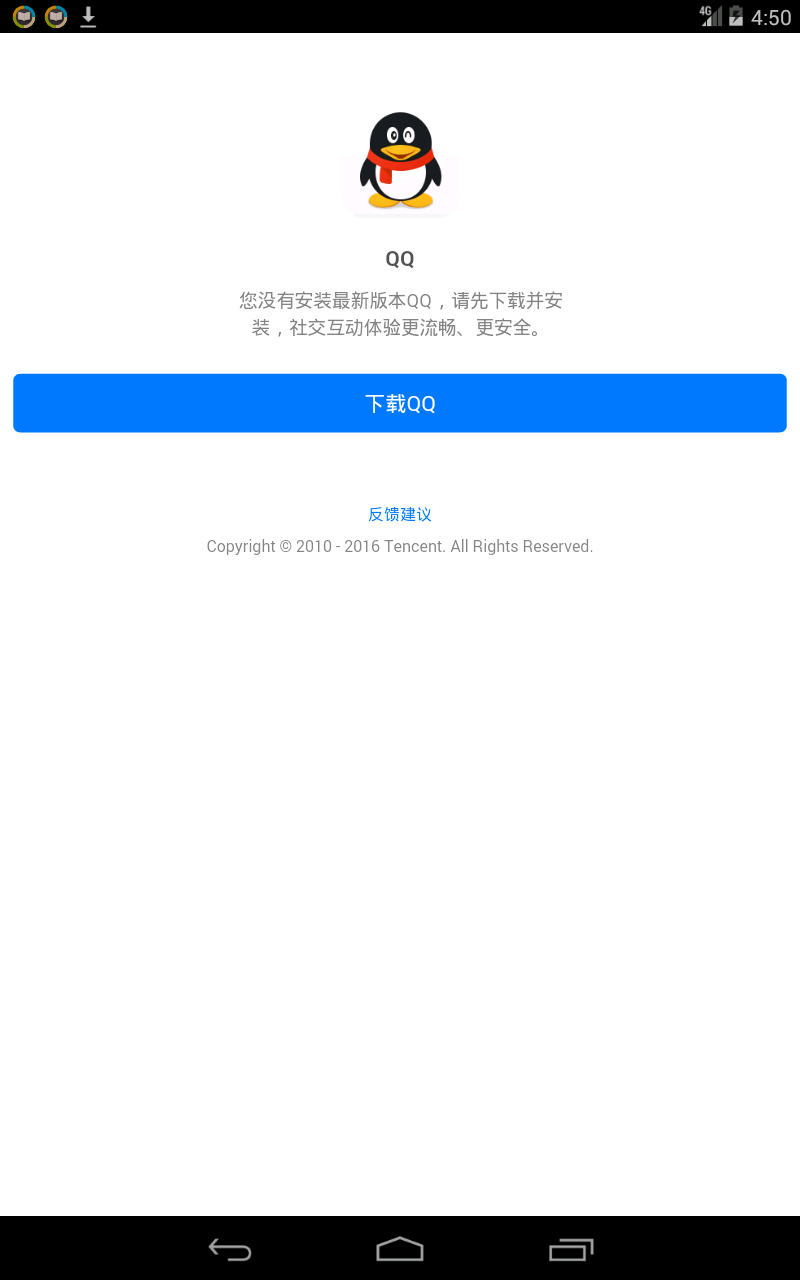 4G 4:50
QQ
您没有安装最新版本QQ，请先下载并安
装，社交互动体验更流畅、更安全。
下载QQ
反馈建议
Copyright © 2010 - 2016 Tencent. All Rights Reserved.